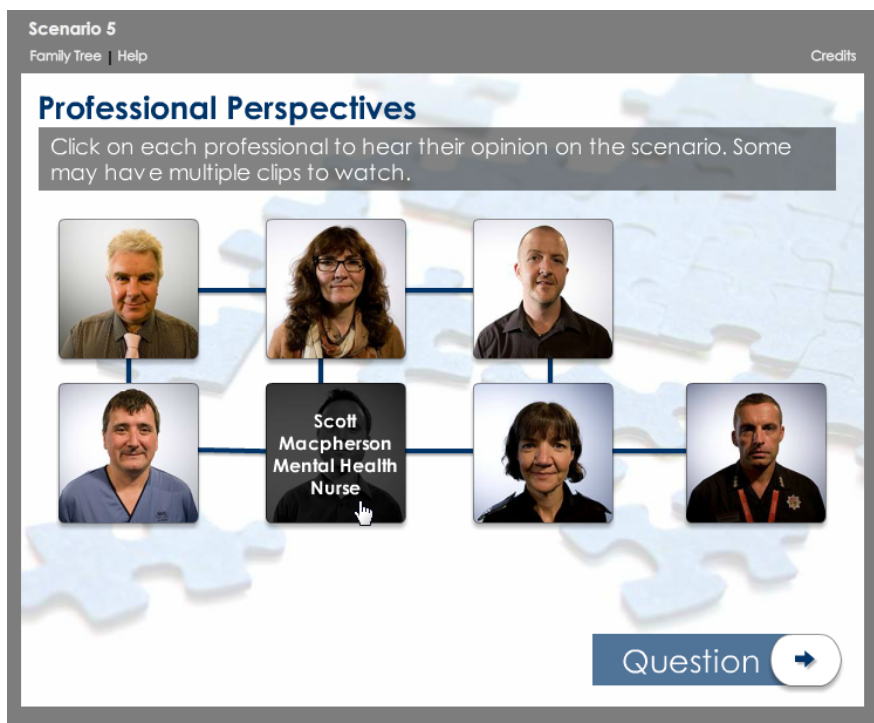 Scenario 5
Family Tree | Help
Credits
Professional Perspectives
Click on each professional to hear their opinion on the scenario. Some
may have multiple clips to watch.
Scott
Macpherson
Mental Health
Nurse
Question